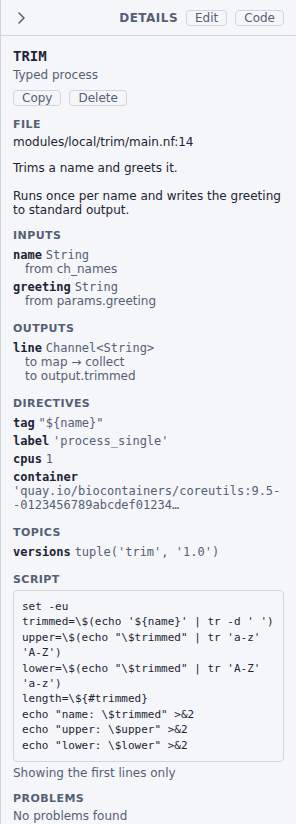 DETAILS Edit Code
TRIM
Typed process
Copy Delete
FILE
modules/local/trim/main.nf:14
Trims a name and greets it.
Runs once per name and writes the greeting
to standard output.
INPUTS
name String
from ch_names
greeting String
from params.greeting
OUTPUTS
line Channel<String>
to map → collect
to output.trimmed
DIRECTIVES
tag "${name}"
label 'process_single'
cpus 1
container
'quay.io/biocontainers/coreutils:9.5-
-0123456789abcdef01234…
TOPICS
versions tuple('trim', '1.0')
SCRIPT
set -eu
trimmed=\$(echo '${name}' | tr -d ' ')
upper=\$(echo "\$trimmed" | tr 'a-z'
'A-Z')
lower=\$(echo "\$trimmed" | tr 'A-Z'
'a-z')
length=\${#trimmed}
echo "name: \$trimmed" >&2
echo "upper: \$upper" >&2
echo "lower: \$lower" >&2
Showing the first lines only
PROBLEMS
No problems found